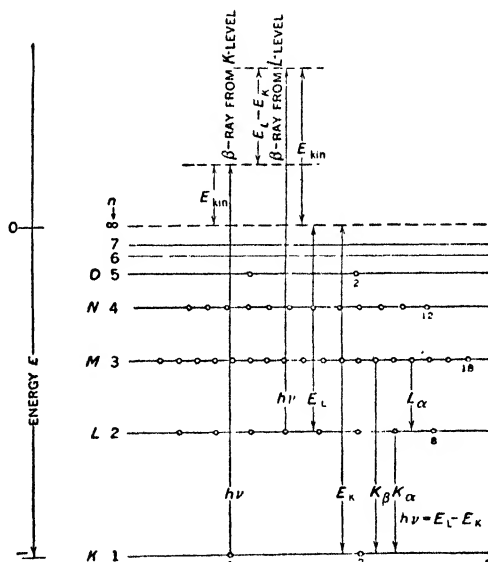 β-RAY FROM K-LEVEL
E_L-E_K
β-RAY FROM L-LEVEL
E_kin
E_kin
n
0
∞
7
6
O 5
2
N 4
12
M 3
18
L_α
L 2
8
hν
E_L
hν
E_K
K_β
K_α
hν=E_L-E_K
K 1
ENERGY E